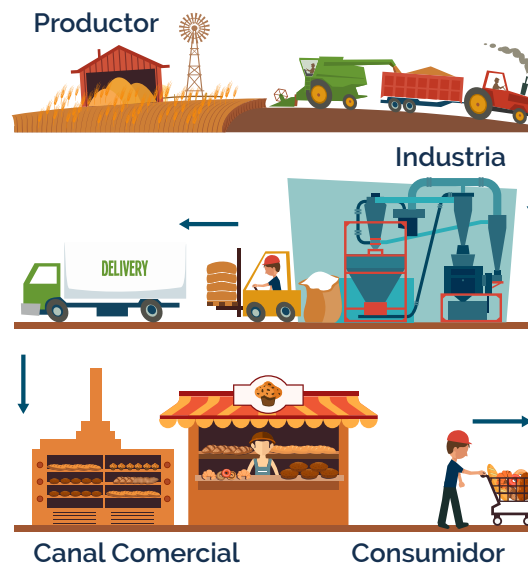 Productor
Industria
DELIVERY
Canal Comercial
Consumidor